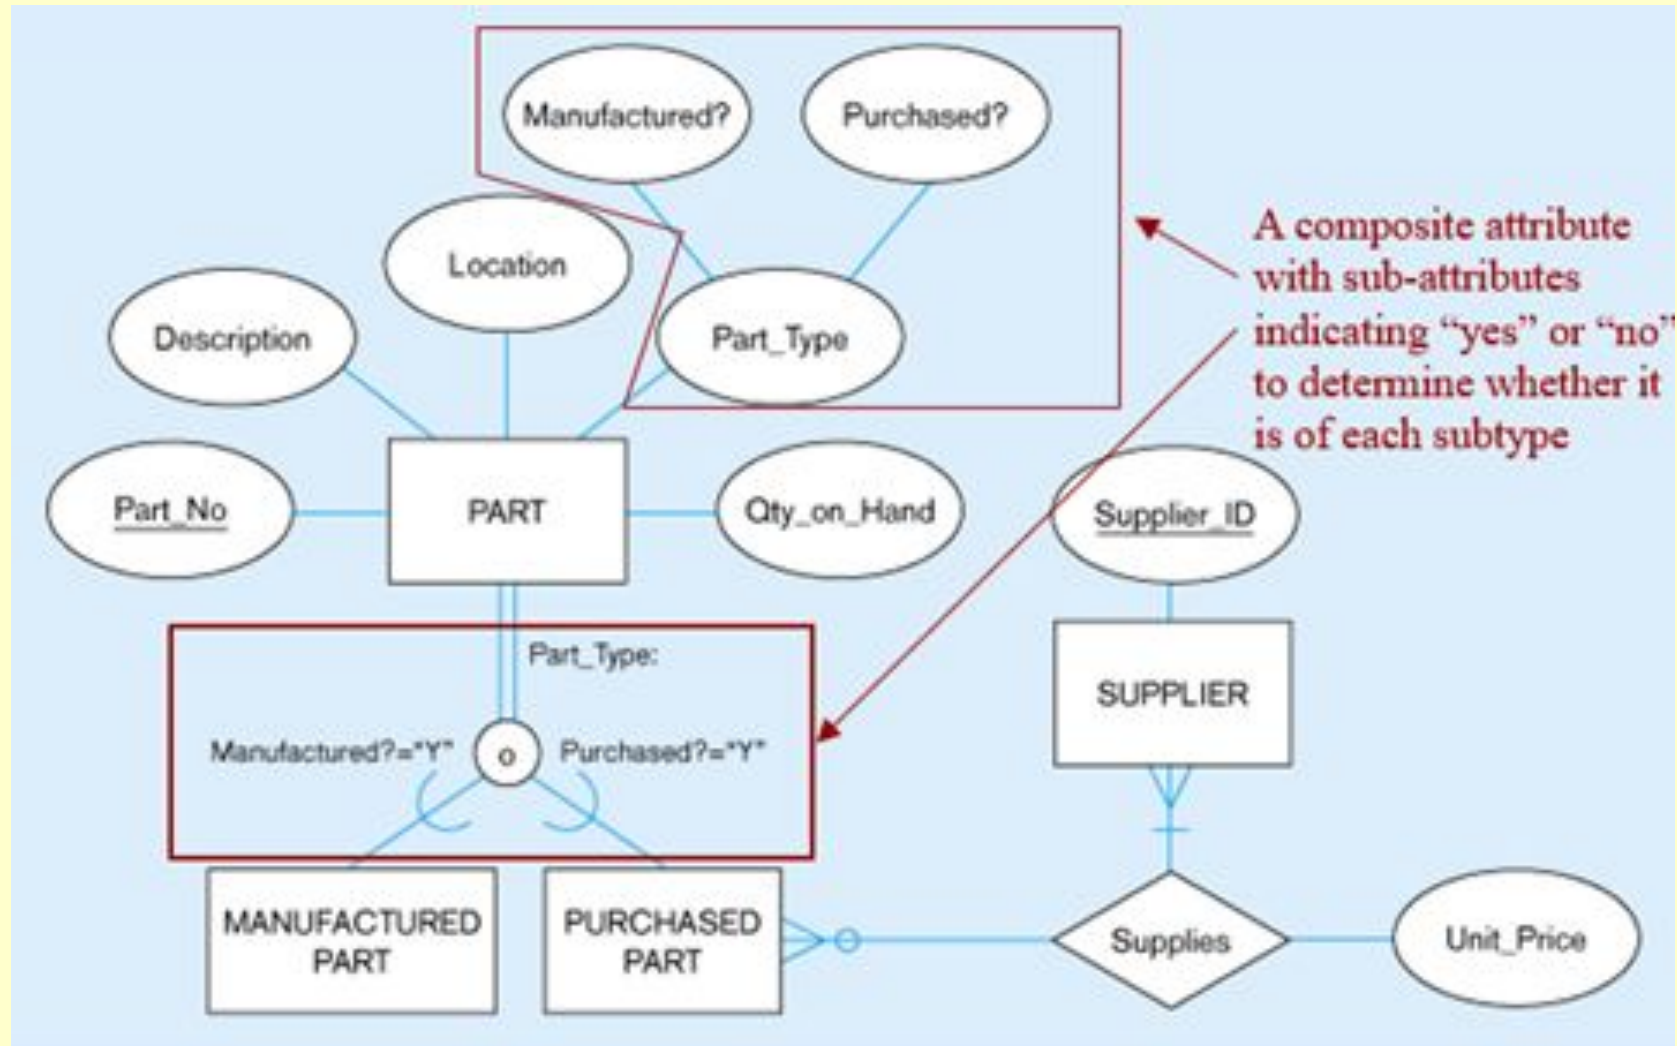 Manufactured?
Purchased?
Location
Description
Part_Type
A composite attribute
with sub-attributes
indicating “yes” or “no”
to determine whether it
is of each subtype
Part_No
PART
Qty_on_Hand
Supplier_ID
Part_Type:
SUPPLIER
Manufactured?="Y"
o
Purchased?="Y"
MANUFACTURED
PART
PURCHASED
PART
Supplies
Unit_Price